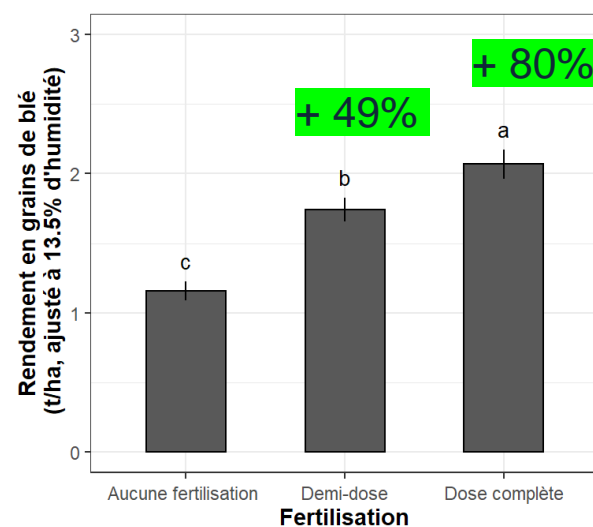 3
2
1
0
Rendement en grains de blé
(t/ha, ajusté à 13.5% d'humidité)
+ 49%
+ 80%
c
b
a
Aucune fertilisation
Demi-dose
Dose complète
Fertilisation